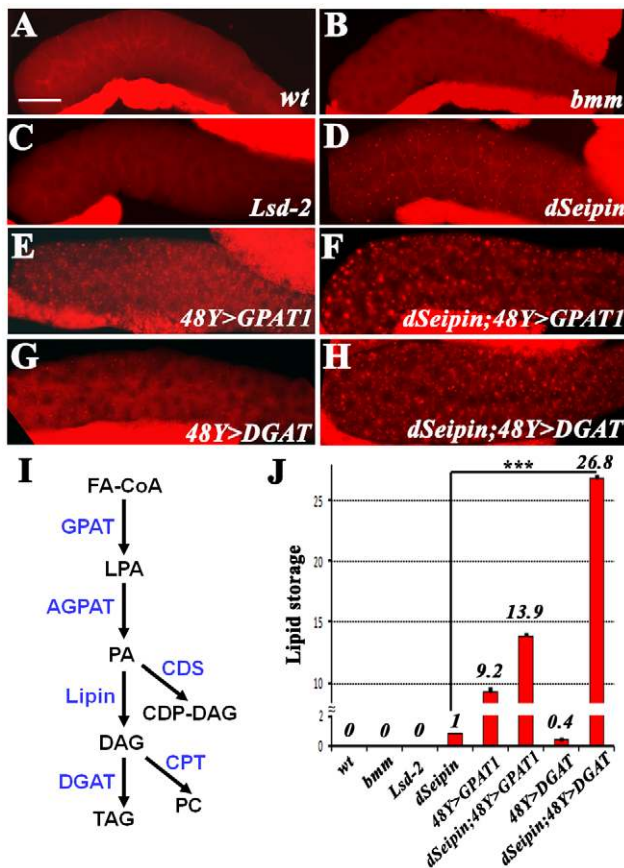 A
wt
B
bmm
C
Lsd-2
D
dSeipin
E
48Y>GPAT1
F
dSeipin;48Y>GPAT1
G
48Y>DGAT
H
dSeipin;48Y>DGAT
I
FA-CoA
GPAT
LPA
AGPAT
PA
CDS
Lipin
CDP-DAG
DAG
CPT
DGAT
PC
TAG
J
***
26.8
25
20
Lipid storage
15
13.9
10
9.2
≈
2
0
0 0 0 1 0.4
wt
bmm
Lsd-2
dSeipin
48Y>GPAT1
dSeipin;48Y>GPAT1
48Y>DGAT
dSeipin;48Y>DGAT